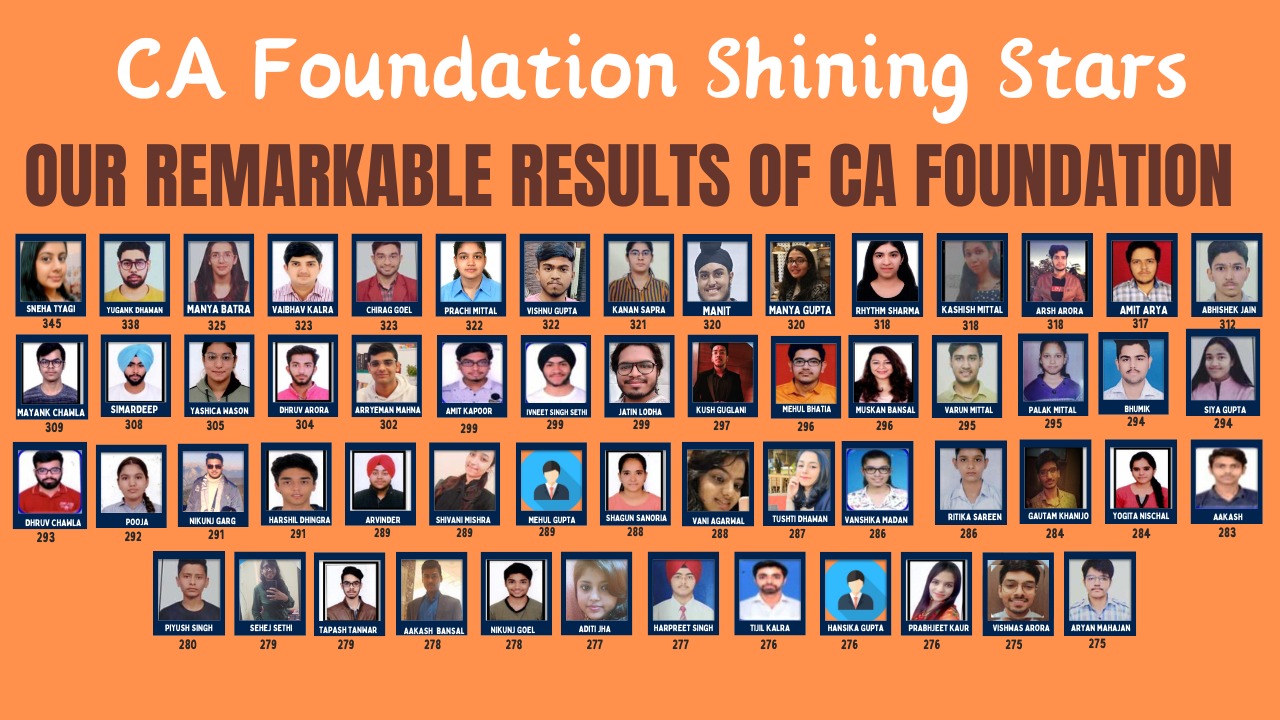 CA Foundation Shining Stars
OUR REMARKABLE RESULTS OF CA FOUNDATION
SNEHA TYAGI YUGANK DHAWAN MANYA BATRA VAIBHAV KALRA CHIRAG GOEL PRACHI MITTAL VISHNU GUPTA KANAN SAPRA MANIT MANYA GUPTA RHYTHM SHARMA KASHISH MITTAL ARSH ARORA AMIT ARYA ABHISHEK JAIN
345 338 325 323 323 322 322 321 320 320 318 318 318 317 312
MAYANK CHAWLA SIMARDEEP YASHICA WASON DHRUV ARORA ARRYEMAN MAHNA AMIT KAPOOR IVNEET SINGH SETHI JATIN LODHA KUSH GUGLANI MEHUL BHATIA MUSKAN BANSAL VARUN MITTAL PALAK MITTAL BHUMIK SIYA GUPTA
309 308 305 304 302 299 299 299 297 296 296 295 295 294 294
DHRUV CHAWLA POOJA NIKUNJ GARG HARSHIL DHINGRA ARVINDER SHIVANI MISHRA MEHUL GUPTA SHAGUN SANORIA VANI AGARWAL TUSHTI DHAWAN VANSHIKA MADAN RITIKA SAREEN GAUTAM KHANIJO YOGITA NISCHAL AAKASH
293 292 291 291 289 289 289 288 288 287 286 286 284 284 283
PIYUSH SINGH SEHEJ SETHI TAPASH TANWAR AAKASH BANSAL NIKUNJ GOEL ADITI JHA HARPREET SINGH TIJIL KALRA HANSIKA GUPTA PRABHJEET KAUR VISHWAS ARORA ARYAN MAHAJAN
280 279 279 278 278 277 277 276 276 276 275 275